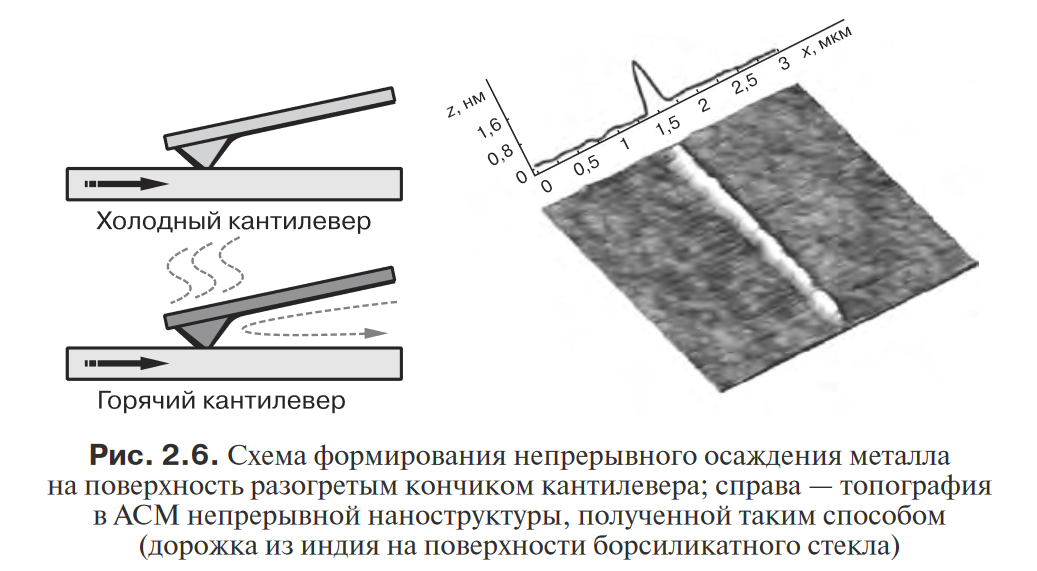 Холодный кантилевер
Горячий кантилевер
z, нм
1,6
0,8
0
0
0,5
1
1,5
2
2,5
3
x, мкм
Рис. 2.6. Схема формирования непрерывного осаждения металла
на поверхность разогретым кончиком кантилевера; справа — топография
в АСМ непрерывной наноструктуры, полученной таким способом
(дорожка из индия на поверхности борсиликатного стекла)